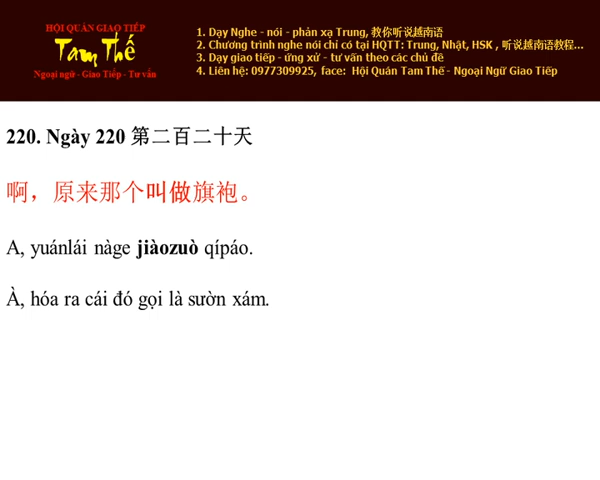 HỘI QUÁN GIAO TIẾP
Tam Thế
Ngoại ngữ - Giao Tiếp - Tư vấn
1. Dạy Nghe - nói - phản xạ Trung, 教你听说越南语
2. Chương trình nghe nói chỉ có tại HQTT: Trung, Nhật, HSK , 听说越南语教程...
3. Dạy giao tiếp - ứng xử - tư vấn theo các chủ đề
4. Liên hệ: 0977309925, face: Hội Quán Tam Thế - Ngoại Ngữ Giao Tiếp
220. Ngày 220 第二百二十天
啊，原来那个叫做旗袍。
A, yuánlái nàge jiàozuò qípáo.
À, hóa ra cái đó gọi là sườn xám.